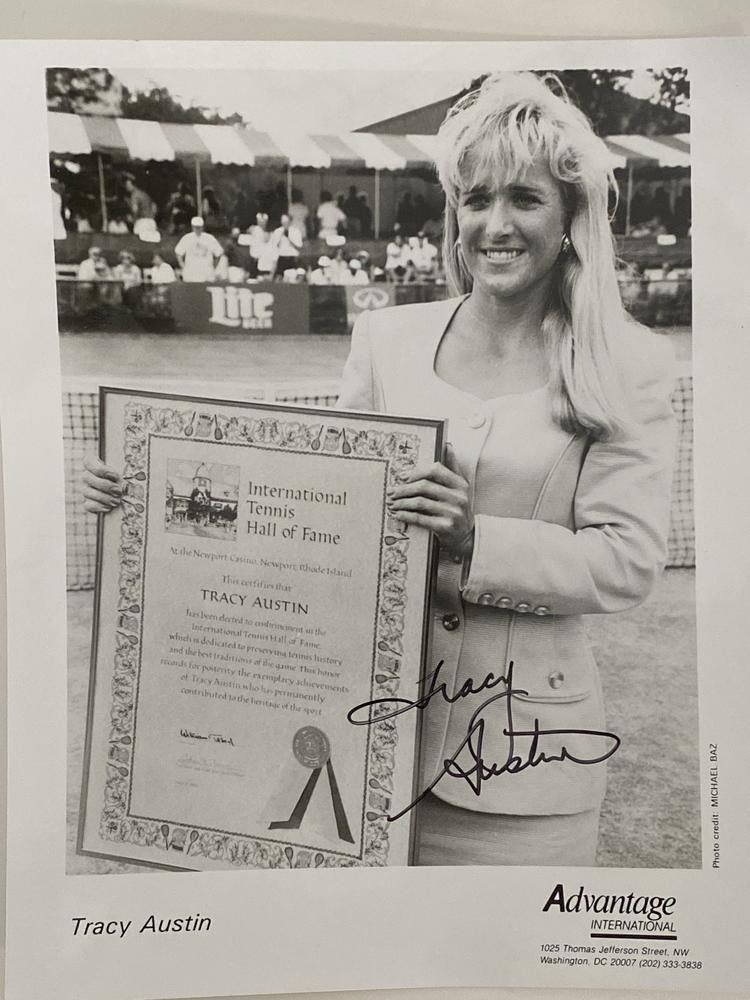 Lite
BEER
INFINITI
International
Tennis
Hall of Fame
At the Newport Casino, Newport, Rhode Island
This certifies that
TRACY AUSTIN
has been elected to enshrinement in the
International Tennis Hall of Fame,
which is dedicated to preserving tennis history
and the best traditions of the game. This honor
records for posterity the exemplary achievements
of Tracy Austin who has permanently
contributed to the heritage of the sport.
Tracy
Austin
Photo credit: MICHAEL BAZ
Tracy Austin
Advantage
INTERNATIONAL
1025 Thomas Jefferson Street, NW
Washington, DC 20007 (202) 333-3838